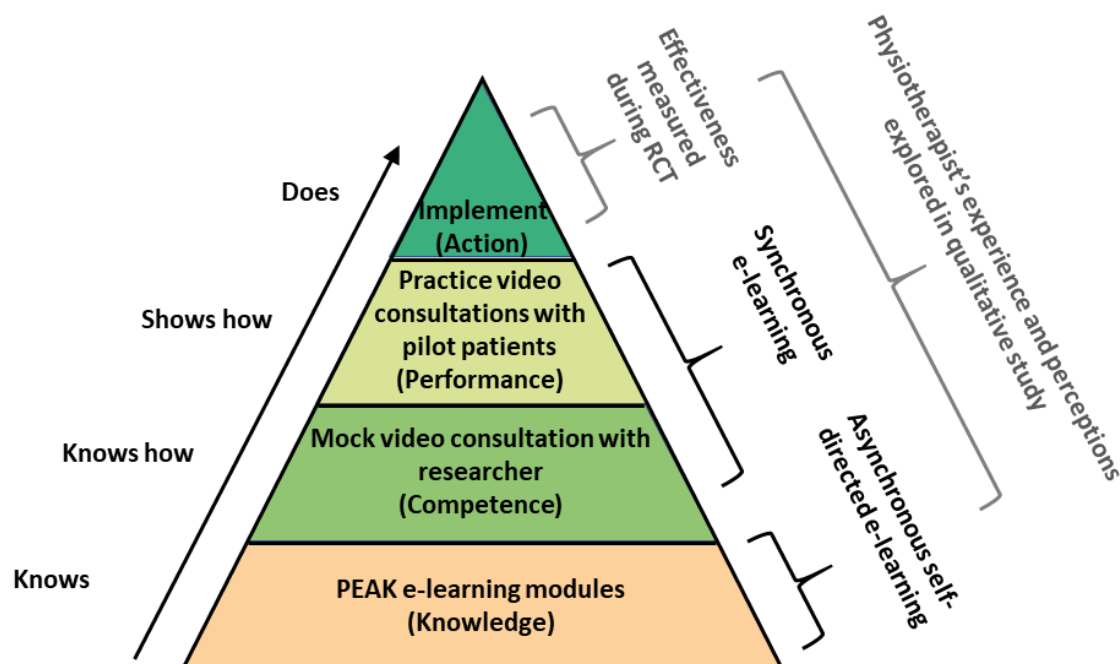 Does
Shows how
Knows how
Knows
Implement
(Action)
Practice video
consultations with
pilot patients
(Performance)
Mock video consultation with
researcher
(Competence)
PEAK e-learning modules
(Knowledge)
Effectiveness
measured
during RCT
Synchronous
e-learning
Asynchronous self-
directed e-learning
Physiotherapist's experience and perceptions
explored in qualitative study